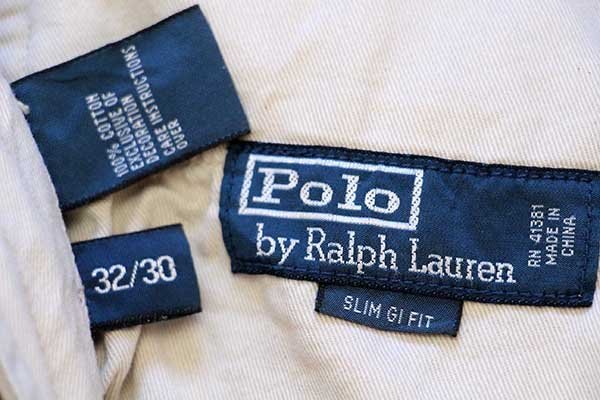 100% COTTON
EXCLUSIVE OF
DECORATION
CARE INSTRUCTIONS
OVER
32/30
Polo
by Ralph Lauren
RN 41381
MADE IN
CHINA
SLIM GI FIT